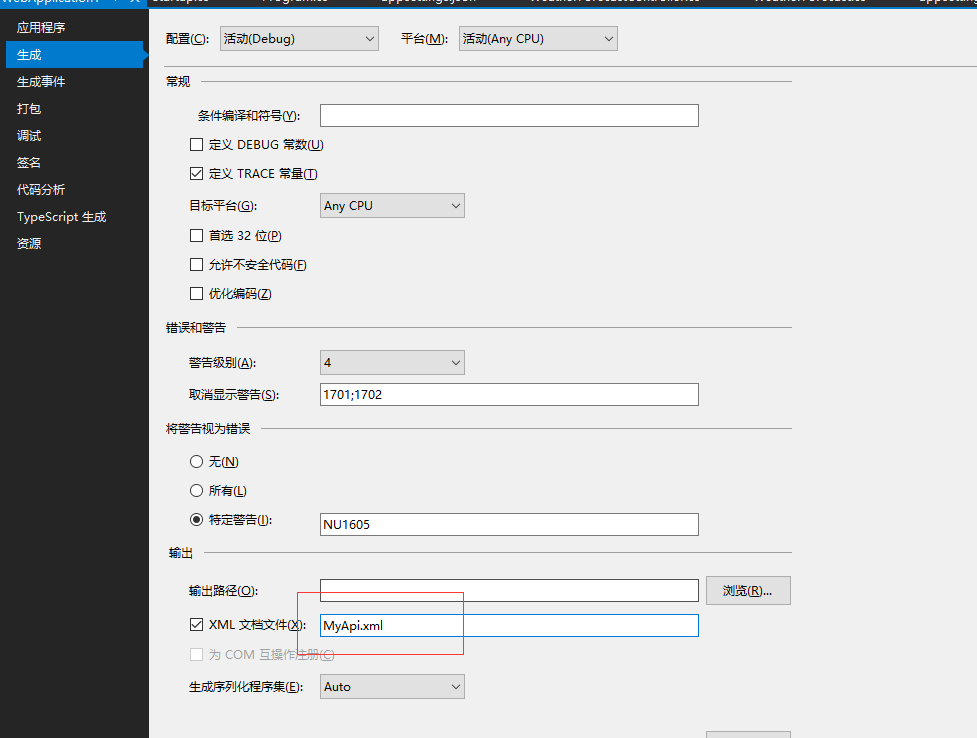 应用程序
生成
生成事件
打包
调试
签名
代码分析
TypeScript 生成
资源
配置(C): 活动(Debug) 平台(M): 活动(Any CPU)
常规
条件编译和符号(Y):
定义 DEBUG 常数(U)
定义 TRACE 常量(T)
目标平台(G): Any CPU
首选 32 位(P)
允许不安全代码(F)
优化编码(Z)
错误和警告
警告级别(A): 4
取消显示警告(S): 1701;1702
将警告视为错误
无(N)
所有(L)
特定警告(I): NU1605
输出
输出路径(O): 浏览(R)...
XML 文档文件(X): MyApi.xml
为 COM 互操作注册(C)
生成序列化程序集(E): Auto